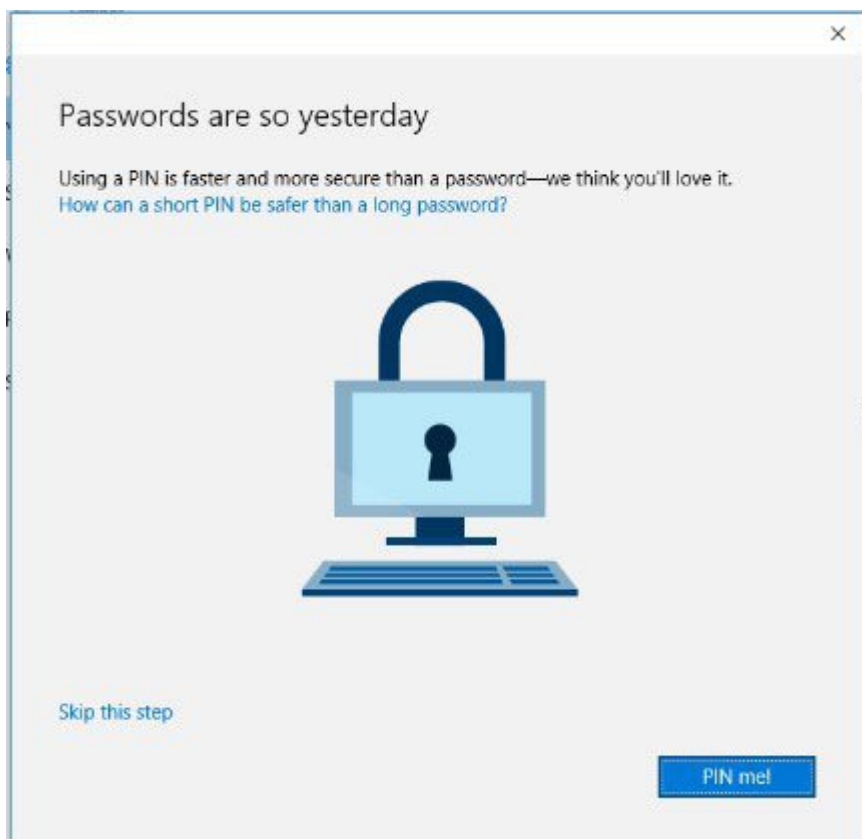 Passwords are so yesterday
Using a PIN is faster and more secure than a password—we think you'll love it.
How can a short PIN be safer than a long password?
Skip this step
PIN me!